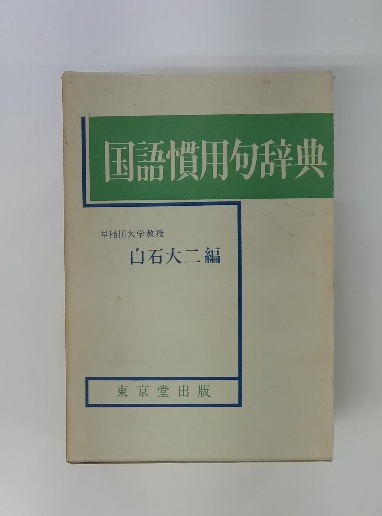 国語慣用句辞典
早稲田大学教授
白石大二編
東京堂出版